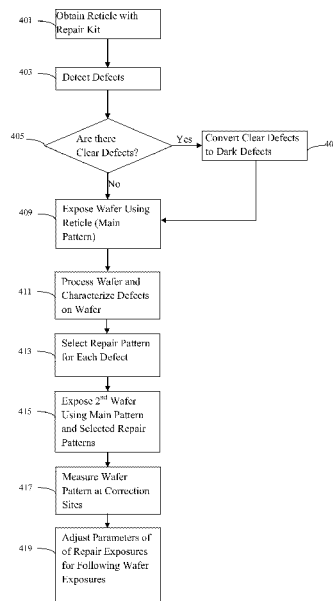 401
Obtain Reticle with
Repair Kit
403
Detect Defects
405
Are there
Clear Defects?
Yes
Convert Clear Defects
to Dark Defects
40
No
409
Expose Wafer Using
Reticle (Main
Pattern)
411
Process Wafer and
Characterize Defects
on Wafer
413
Select Repair Pattern
for Each Defect
415
Expose 2nd Wafer
Using Main Pattern
and Selected Repair
Patterns
417
Measure Wafer
Pattern at Correction
Sites
419
Adjust Parameters of
of Repair Exposures
for Following Wafer
Exposures